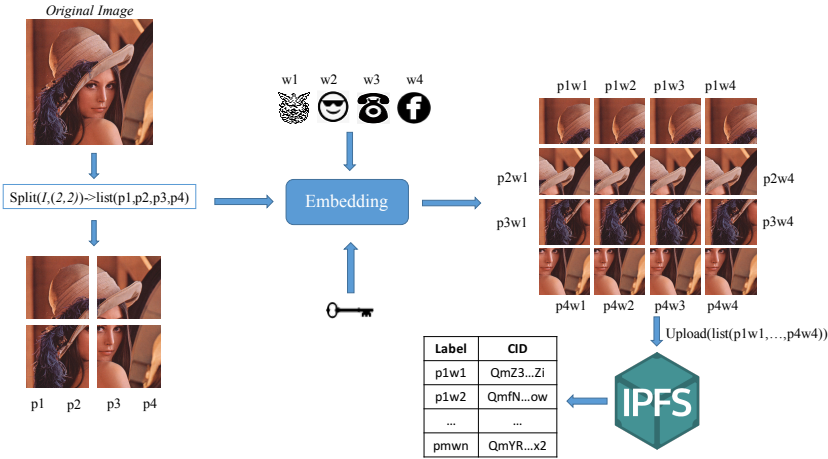 Original Image
w1 w2 w3 w4
Split(I,(2,2))->list(p1,p2,p3,p4)
Embedding
p1w1 p1w2 p1w3 p1w4
p2w1 p2w4
p3w1 p3w4
p4w1 p4w2 p4w3 p4w4
Upload(list(p1w1,…,p4w4))
p1 p2 p3 p4
Label CID
p1w1 QmZ3…Zi
p1w2 QmfN…ow
… …
pmwn QmYR…x2
IPFS